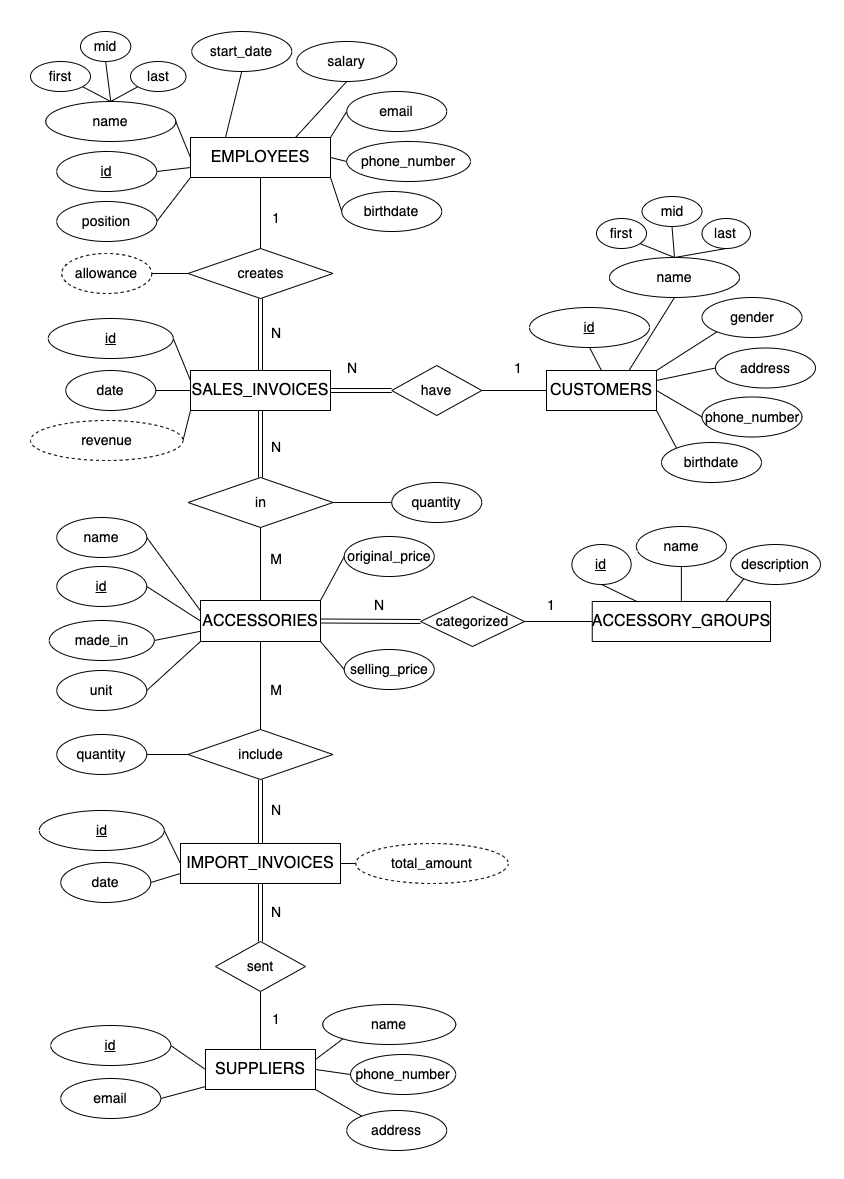 mid
start_date
salary
first
last
name
email
EMPLOYEES
phone_number
id
position
birthdate
1
mid
first
last
allowance
creates
name
N
id
gender
id
date
SALES_INVOICES
N
have
1
CUSTOMERS
address
revenue
phone_number
N
birthdate
in
quantity
name
original_price
M
id
name
description
id
ACCESSORIES
N
categorized
1
ACCESSORY_GROUPS
made_in
unit
selling_price
M
quantity
include
N
id
IMPORT_INVOICES
total_amount
date
N
sent
1
name
id
SUPPLIERS
phone_number
email
address